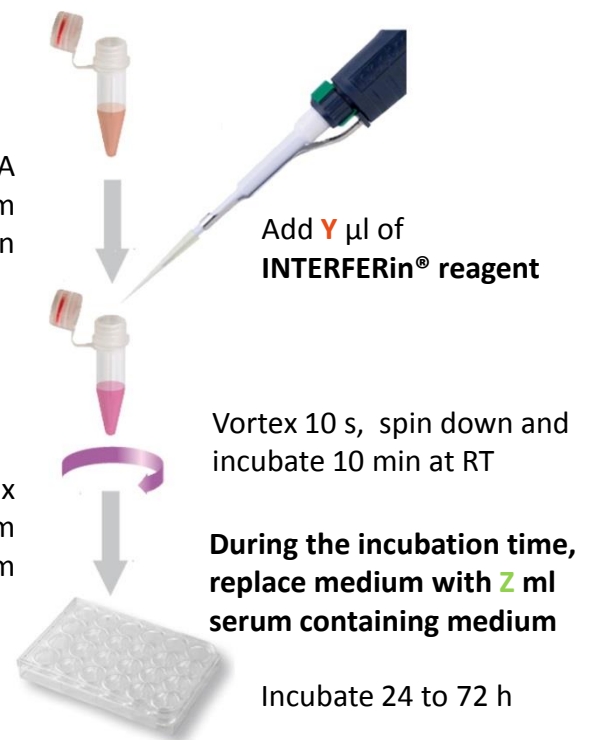 A
m
n
Add Y µl of
INTERFERin® reagent
Vortex 10 s, spin down and
incubate 10 min at RT
x
m
m
During the incubation time,
replace medium with Z ml
serum containing medium
Incubate 24 to 72 h